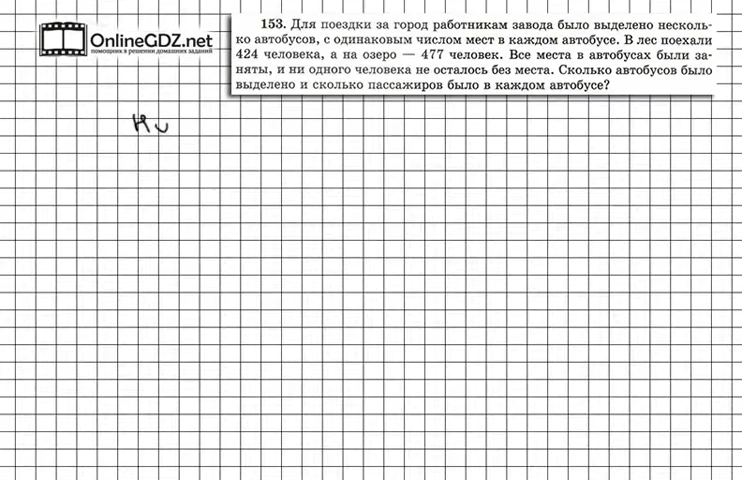 OnlineGDZ.net
помощник в решении домашних заданий
153. Для поездки за город работникам завода было выделено несколь-
ко автобусов, с одинаковым числом мест в каждом автобусе. В лес поехали
424 человека, а на озеро — 477 человек. Все места в автобусах были за-
няты, и ни одного человека не осталось без места. Сколько автобусов было
выделено и сколько пассажиров было в каждом автобусе?